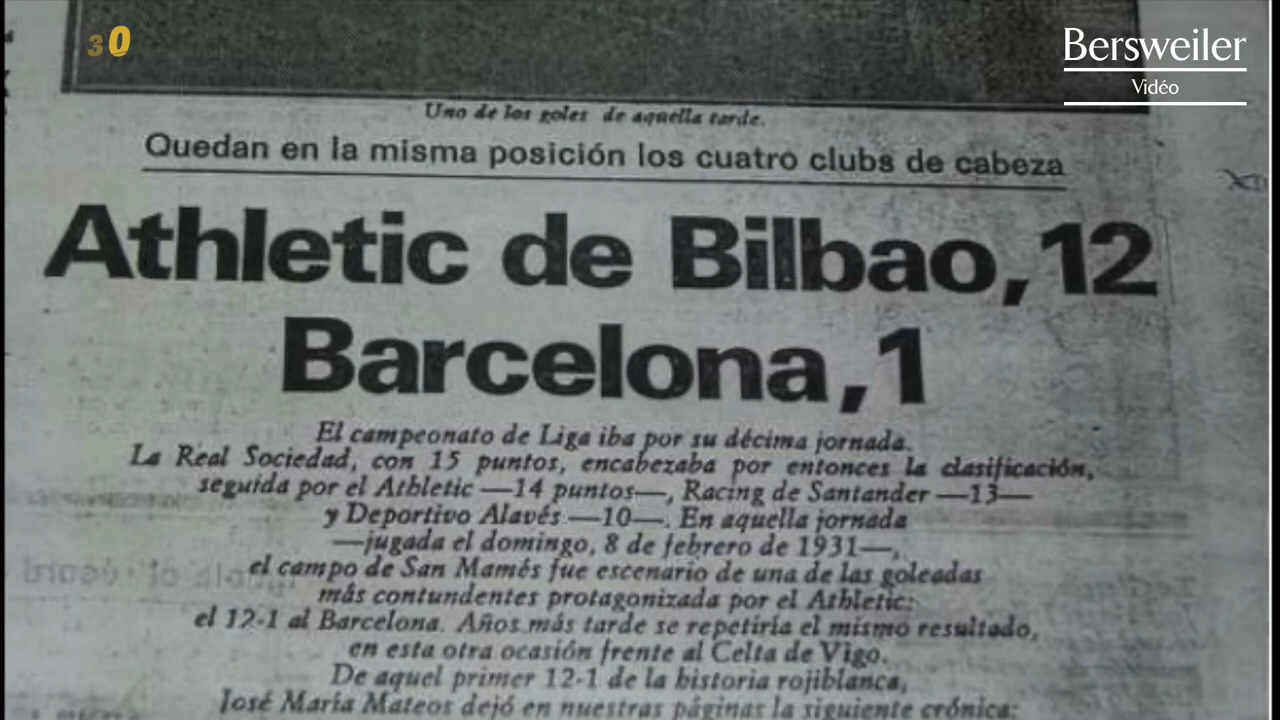 30
Bersweiler
Vidéo
Uno de los goles de aquella tarde.
Quedan en la misma posición los cuatro clubs de cabeza
Athletic de Bilbao, 12
Barcelona, 1
El campeonato de Liga iba por su décima jornada.
La Real Sociedad, con 15 puntos, encabezaba por entonces la clasificación,
seguida por el Athletic —14 puntos—, Racing de Santander —13—
y Deportivo Alavés —10—. En aquella jornada
—jugada el domingo, 8 de febrero de 1931—,
el campo de San Mamés fue escenario de una de las goleadas
más contundentes protagonizada por el Athletic:
el 12-1 al Barcelona. Años más tarde se repetiría el mismo resultado,
en esta otra ocasión frente al Celta de Vigo.
De aquel primer 12-1 de la historia rojiblanca,
José María Mateos dejó en nuestras páginas la siguiente crónica: